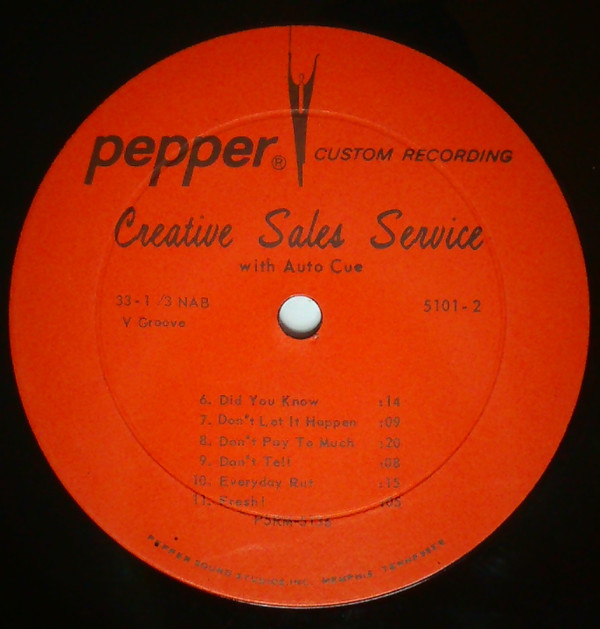 pepper®
CUSTOM RECORDING
Creative Sales Service
with Auto Cue
33-1/3 NAB
V Groove
5101-2
6. Did You Know :14
7. Don't Let It Happen :09
8. Don't Pay To Much :20
9. Don't Tell :08
10. Everyday Rut :15
11. Fresh! :05
PEPPER SOUND STUDIOS INC. MEMPHIS, TENNESSEE